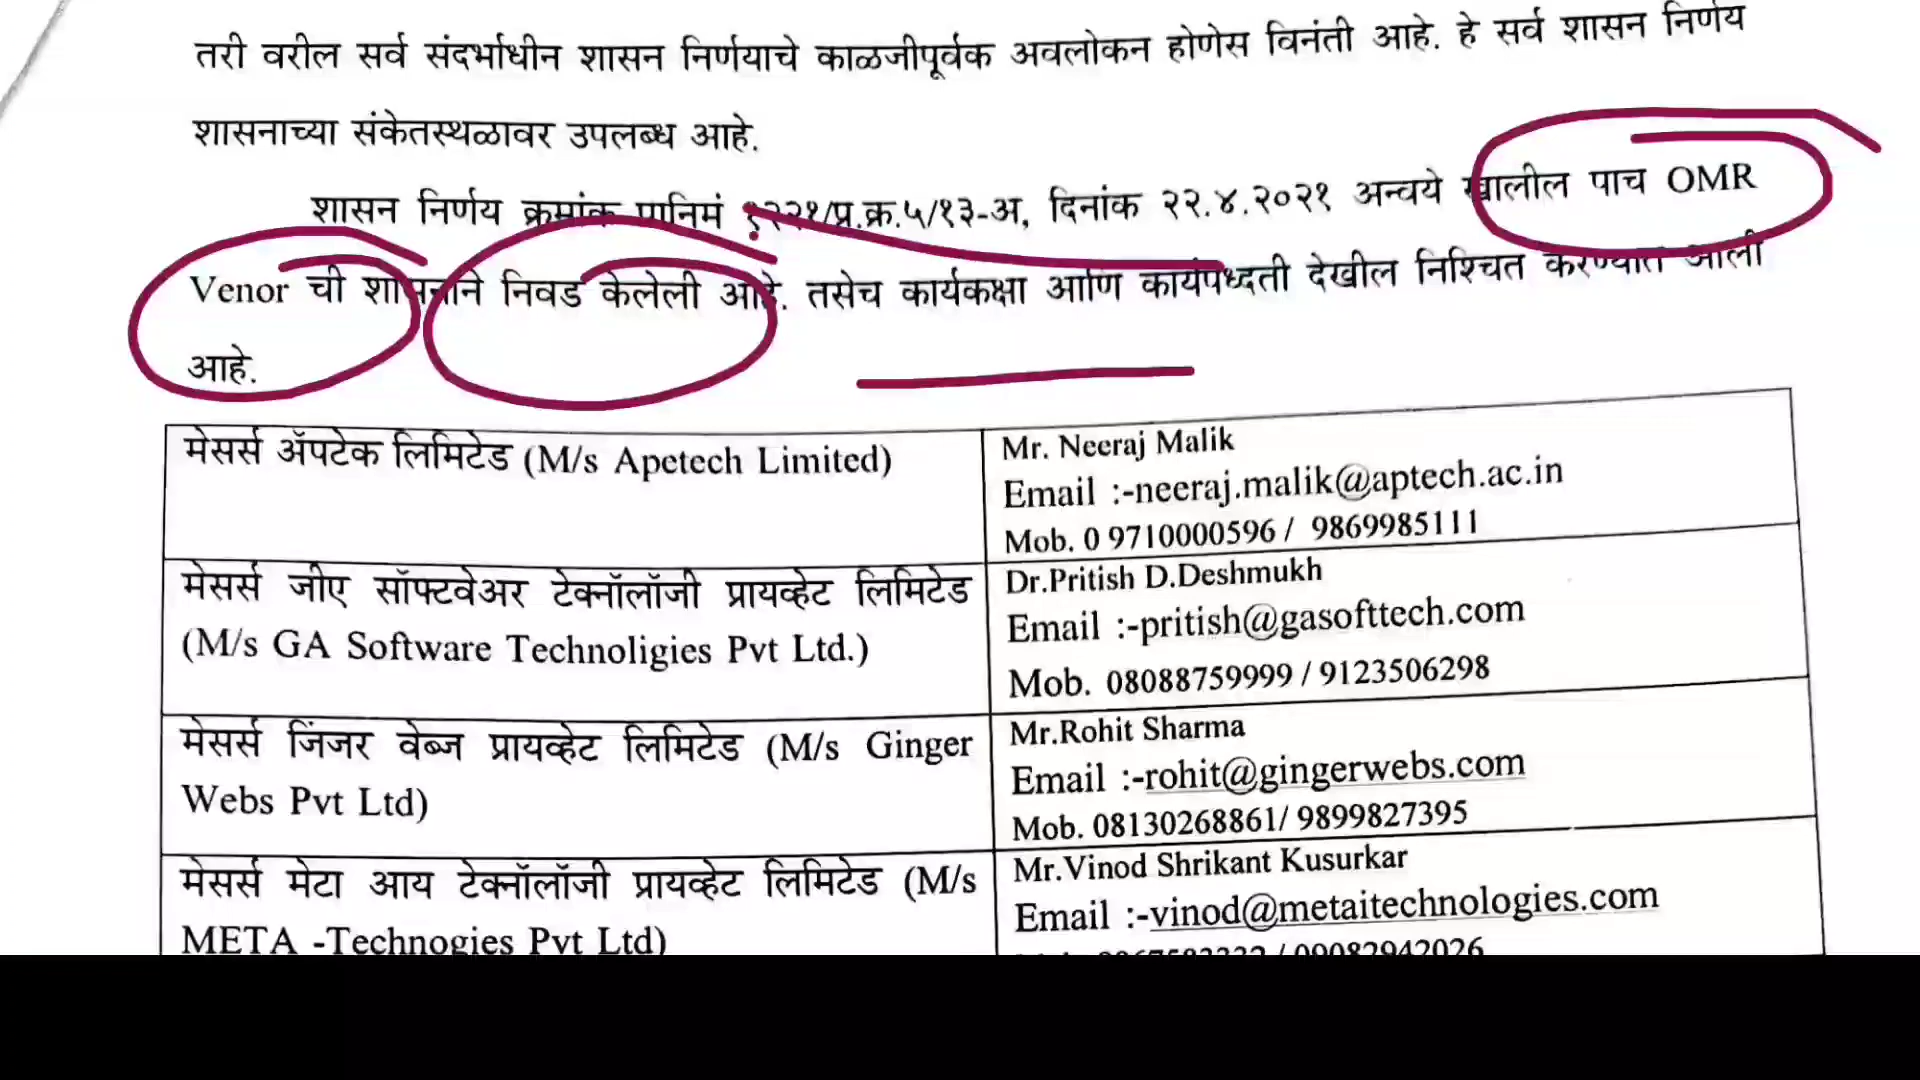 तरी वरील सर्व संदर्भाधीन शासन निर्णयाचे काळजीपूर्वक अवलोकन होणेस विनंती आहे. हे सर्व शासन निर्णय
शासनाच्या संकेतस्थळावर उपलब्ध आहे.
शासन निर्णय क्रमांक पानिमं १२२१/प्र.क्र.५/१३-अ, दिनांक २२.४.२०२१ अन्वये खालील पाच OMR
Venor ची शासनाने निवड केलेली आहे. तसेच कार्यकक्षा आणि कार्यपध्दती देखील निश्चित करण्यात आली
आहे.
मेसर्स ॲपटेक लिमिटेड (M/s Apetech Limited)
Mr. Neeraj Malik
Email :-neeraj.malik@aptech.ac.in
Mob. 0 9710000596 / 9869985111
मेसर्स जीए सॉफ्टवेअर टेक्नॉलॉजी प्रायव्हेट लिमिटेड
(M/s GA Software Technoligies Pvt Ltd.)
Dr.Pritish D.Deshmukh
Email :-pritish@gasofttech.com
Mob. 08088759999 / 9123506298
मेसर्स जिंजर वेब्ज प्रायव्हेट लिमिटेड (M/s Ginger
Webs Pvt Ltd)
Mr.Rohit Sharma
Email :-rohit@gingerwebs.com
Mob. 08130268861/ 9899827395
मेसर्स मेटा आय टेक्नॉलॉजी प्रायव्हेट लिमिटेड (M/s
META -Technogies Pvt Ltd)
Mr.Vinod Shrikant Kusurkar
Email :-vinod@metaitechnologies.com